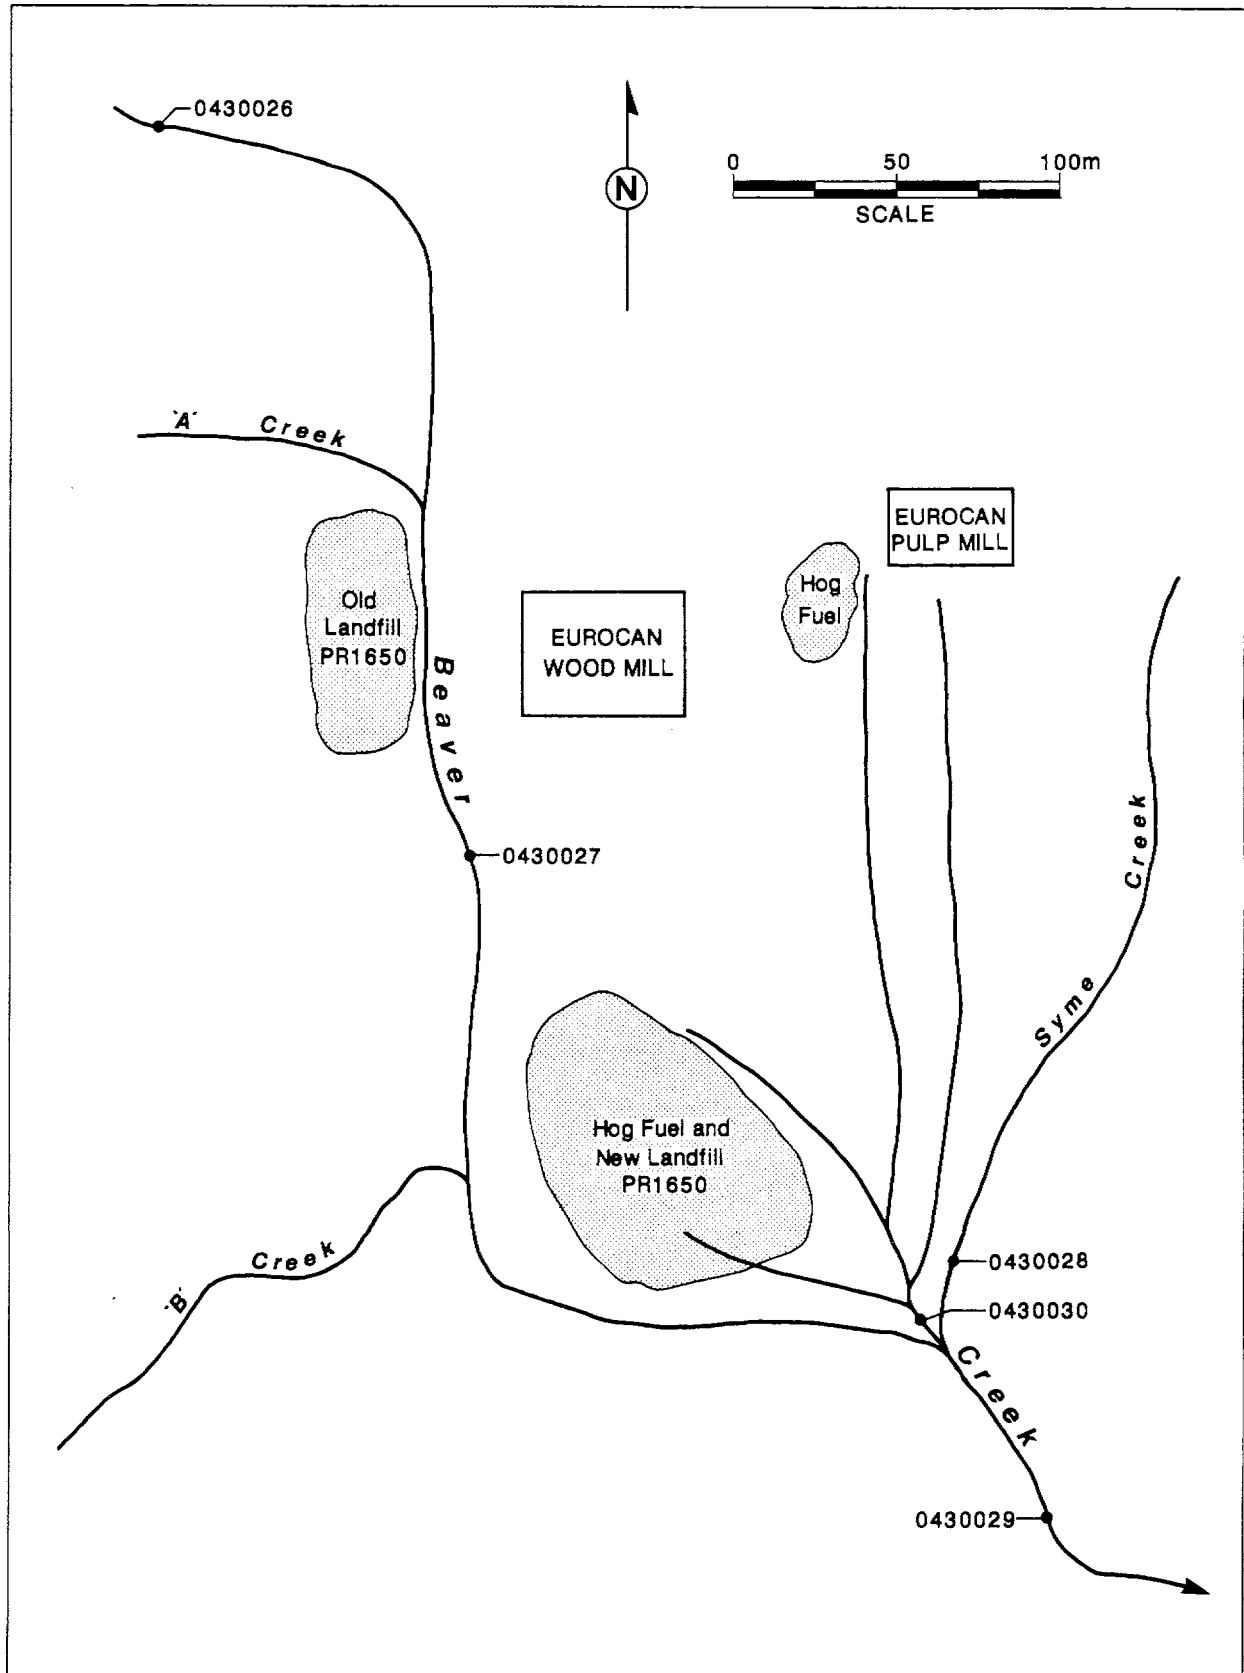 0430026
N
0 50 100m
SCALE
'A' Creek
EUROCAN
PULP MILL
Hog
Fuel
Old
Landfill
PR1650
EUROCAN
WOOD MILL
Beaver
0430027
Syme Creek
Hog Fuel and
New Landfill
PR1650
'B' Creek
0430028
0430030
Creek
0430029